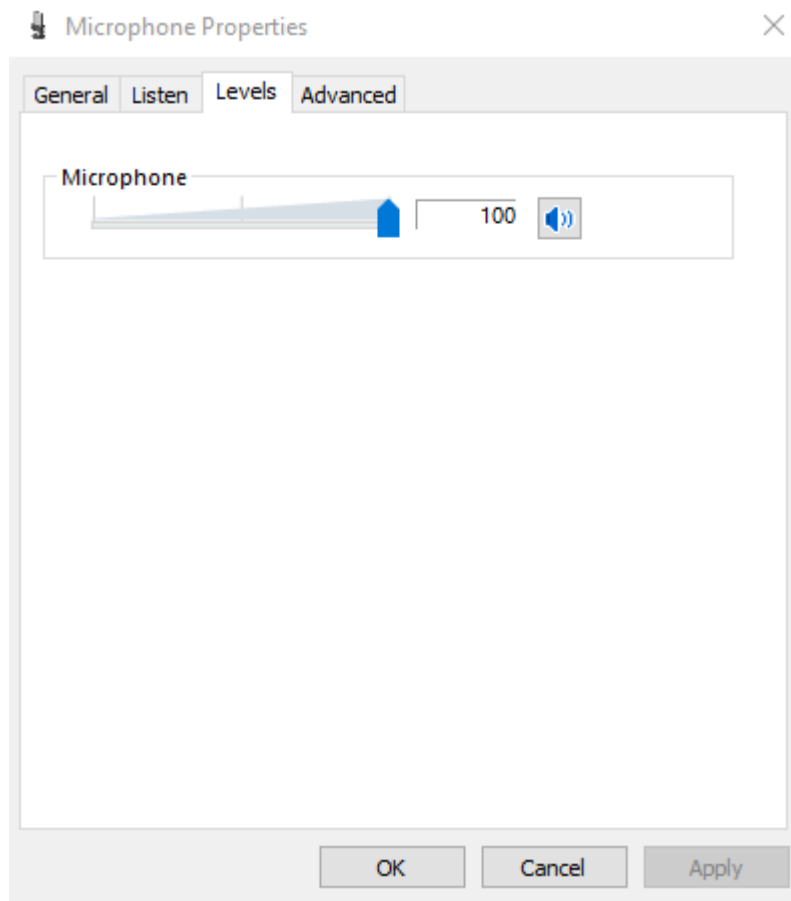 Microphone Properties
General Listen Levels Advanced
Microphone
100
OK Cancel Apply